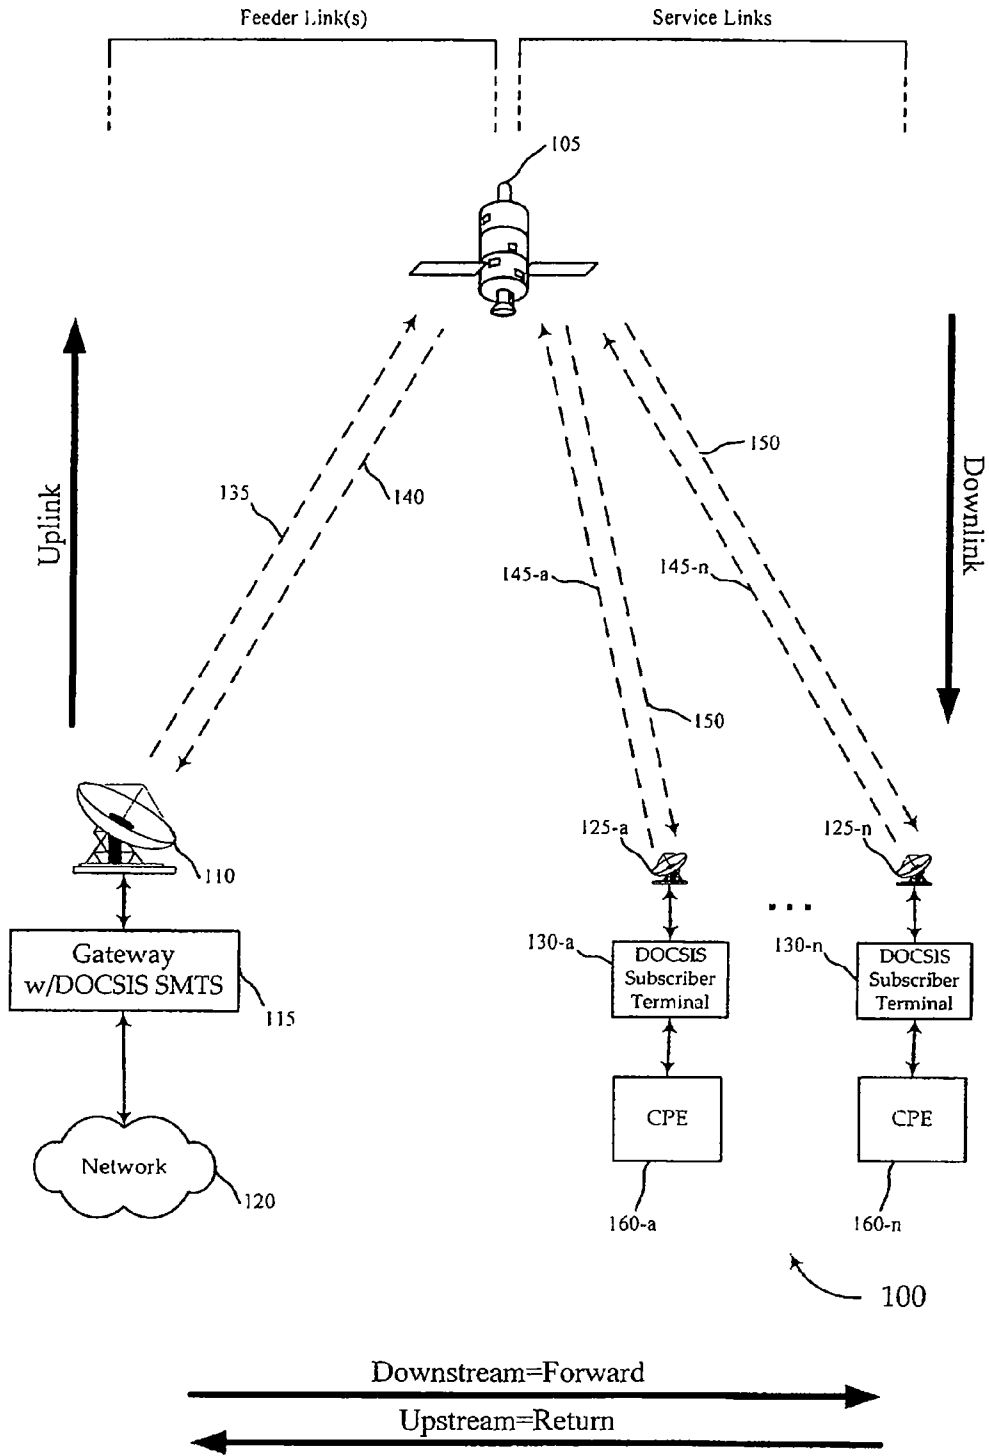 Feeder Link(s)
Service Links
105
Uplink
Downlink
135
140
150
145-a
145-n
150
110
125-a
125-n
Gateway
w/DOCSIS SMTS
115
130-a
DOCSIS
Subscriber
Terminal
...
130-n
DOCSIS
Subscriber
Terminal
CPE
CPE
Network
120
160-a
160-n
100
Downstream=Forward
Upstream=Return